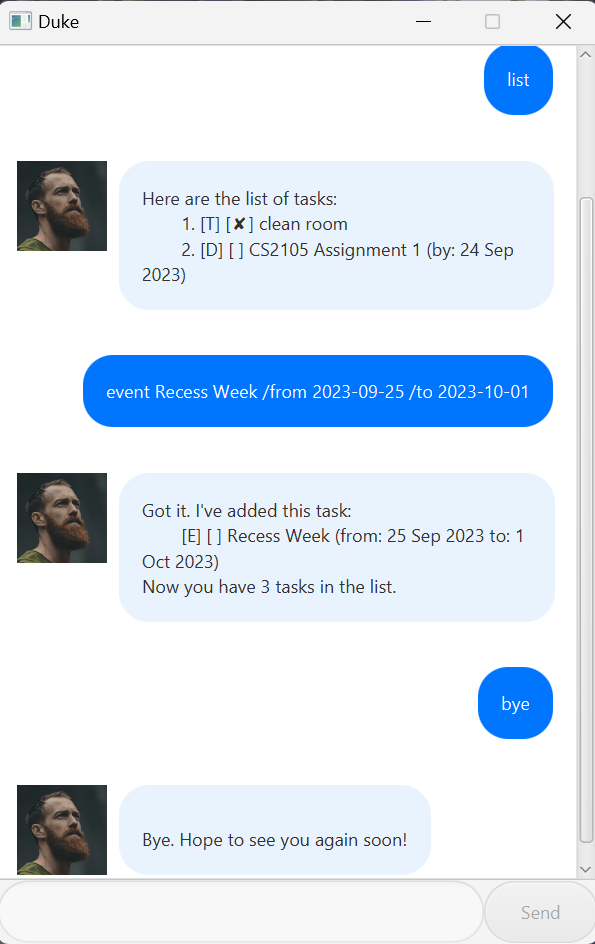 Duke
list
Here are the list of tasks:
1. [T] [✘] clean room
2. [D] [ ] CS2105 Assignment 1 (by: 24 Sep
2023)
event Recess Week /from 2023-09-25 /to 2023-10-01
Got it. I've added this task:
[E] [ ] Recess Week (from: 25 Sep 2023 to: 1
Oct 2023)
Now you have 3 tasks in the list.
bye
Bye. Hope to see you again soon!
Send